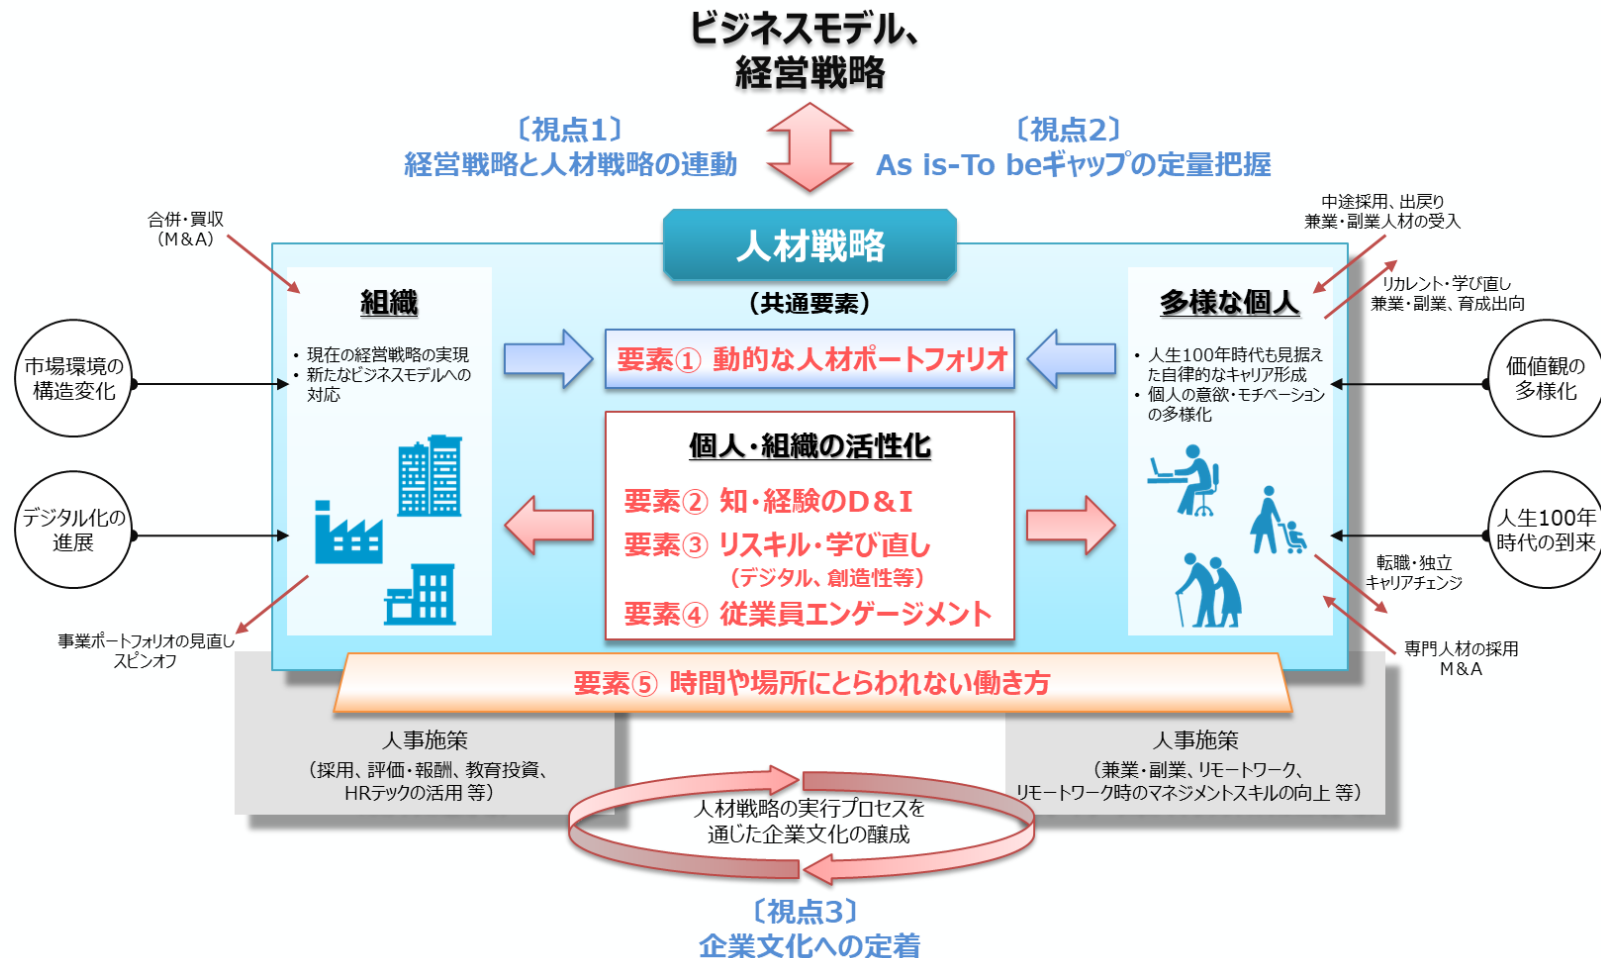 ビジネスモデル、
経営戦略
〔視点1〕
経営戦略と人材戦略の連動
〔視点2〕
As is-To beギャップの定量把握
合併・買収
（M&A）
中途採用、出戻り
兼業・副業人材の受入
人材戦略
（共通要素）
リカレント・学び直し
兼業・副業、育成出向
組織
• 現在の経営戦略の実現
• 新たなビジネスモデルへの
対応
多様な個人
• 人生100年時代も見据え
た自律的なキャリア形成
• 個人の意欲・モチベーション
の多様化
要素① 動的な人材ポートフォリオ
市場環境の
構造変化
価値観の
多様化
個人・組織の活性化
要素② 知・経験のD&I
要素③ リスキル・学び直し
（デジタル、創造性等）
要素④ 従業員エンゲージメント
デジタル化の
進展
人生100年
時代の到来
転職・独立
キャリアチェンジ
事業ポートフォリオの見直し
スピンオフ
専門人材の採用
M&A
要素⑤ 時間や場所にとらわれない働き方
人事施策
（採用、評価・報酬、教育投資、
HRテックの活用 等）
人事施策
（兼業・副業、リモートワーク、
リモートワーク時のマネジメントスキルの向上 等）
人材戦略の実行プロセスを
通じた企業文化の醸成
〔視点3〕
企業文化への定着